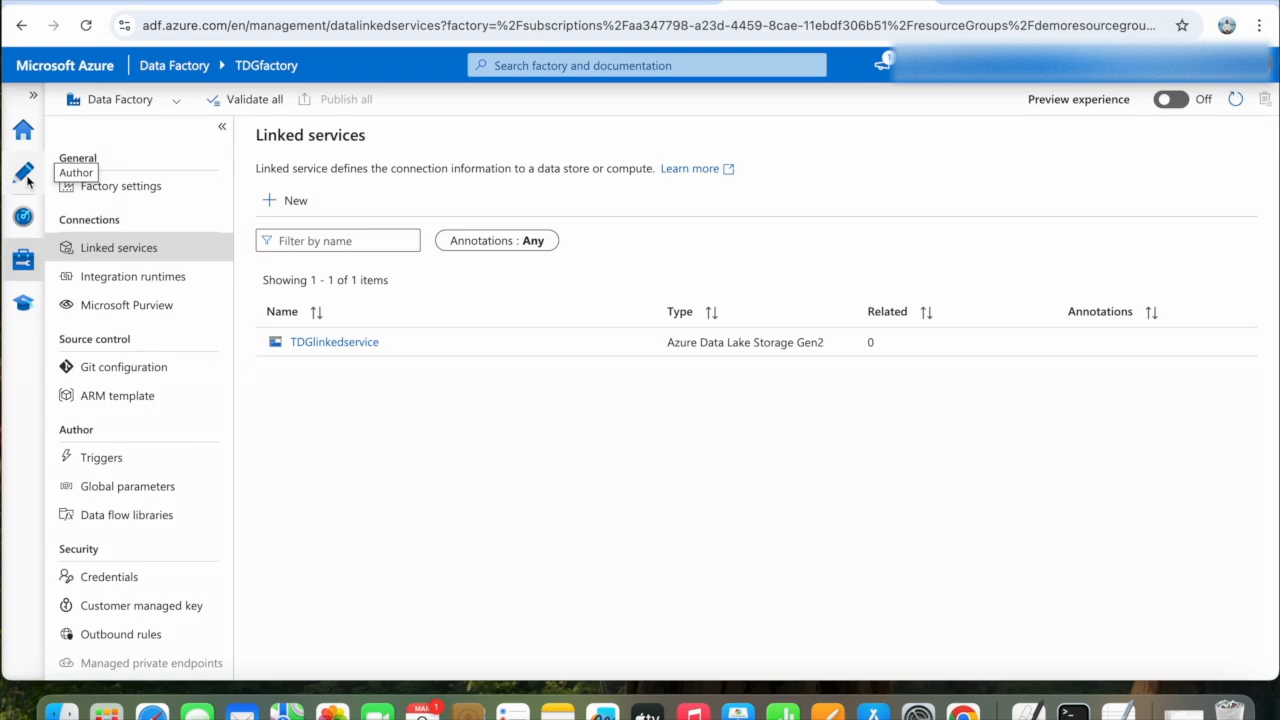 adf.azure.com/en/management/datalinkedservices?factory=%2Fsubscriptions%2Faa347798-a23d-4459-8cae-11ebdf306b51%2FresourceGroups%2Fdemoresourcegrou...
Microsoft Azure Data Factory TDGfactory Search factory and documentation 1
Data Factory Validate all Publish all Preview experience Off
General
Author
Factory settings
Connections
Linked services
Integration runtimes
Microsoft Purview
Source control
Git configuration
ARM template
Author
Triggers
Global parameters
Data flow libraries
Security
Credentials
Customer managed key
Outbound rules
Managed private endpoints
Linked services
Linked service defines the connection information to a data store or compute. Learn more
New
Filter by name Annotations : Any
Showing 1 - 1 of 1 items
Name Type Related Annotations
TDGlinkedservice Azure Data Lake Storage Gen2 0
MAR 1
tv